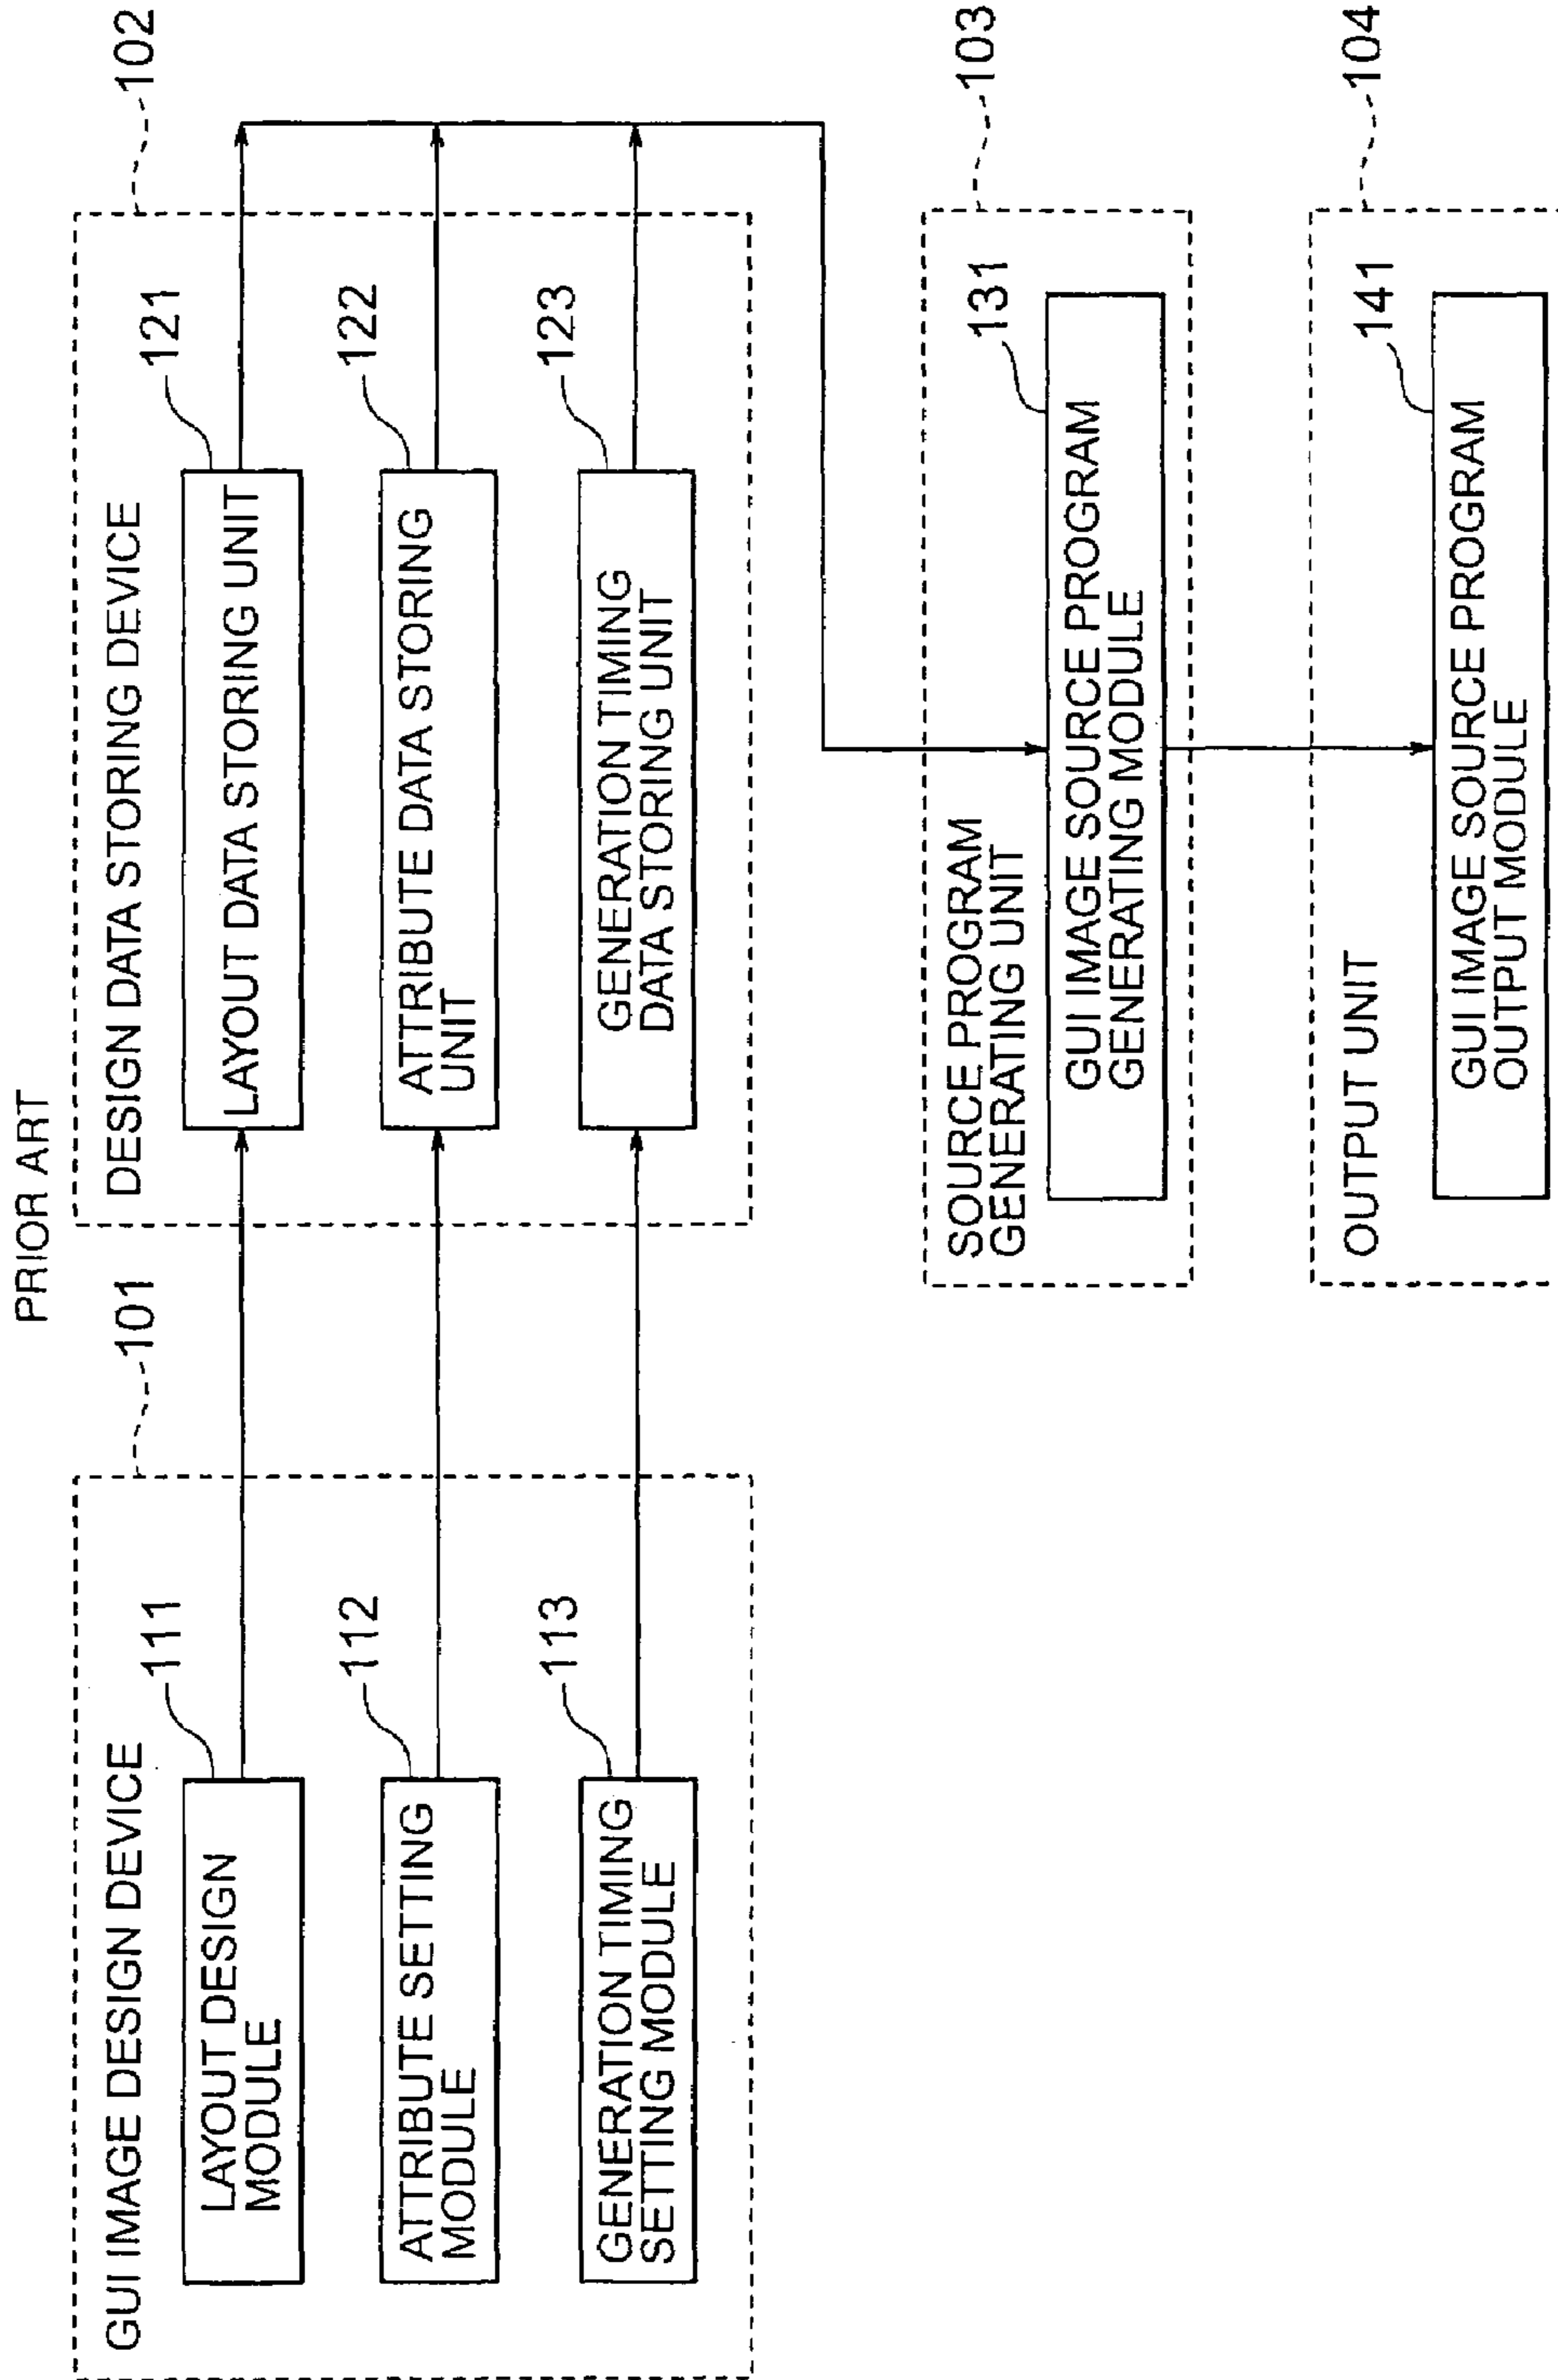 PRIOR ART
101
GUI IMAGE DESIGN DEVICE
111
LAYOUT DESIGN
MODULE
112
ATTRIBUTE SETTING
MODULE
113
GENERATION TIMING
SETTING MODULE
102
DESIGN DATA STORING DEVICE
121
LAYOUT DATA STORING UNIT
122
ATTRIBUTE DATA STORING
UNIT
123
GENERATION TIMING
DATA STORING UNIT
103
SOURCE PROGRAM
GENERATING UNIT
131
GUI IMAGE SOURCE PROGRAM
GENERATING MODULE
104
OUTPUT UNIT
141
GUI IMAGE SOURCE PROGRAM
OUTPUT MODULE